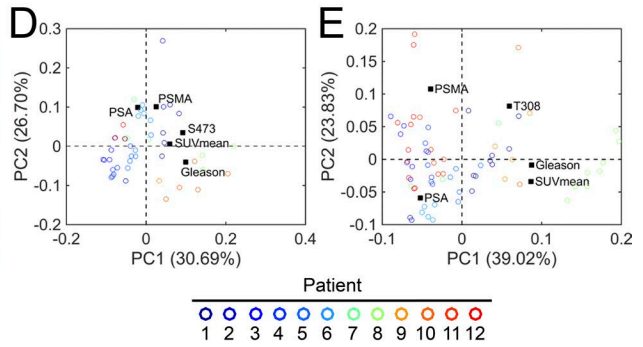 D
0.3
0.2
0.1
0
-0.1
-0.2
PC2 (26.70%)
PSA
PSMA
S473
SUVmean
Gleason
-0.2 0 0.2 0.4
PC1 (30.69%)
E
0.2
0.15
0.1
0.05
0
-0.05
-0.1
PC2 (23.83%)
PSMA
T308
Gleason
SUVmean
PSA
-0.1 0 0.1 0.2
PC1 (39.02%)
Patient
1 2 3 4 5 6 7 8 9 10 11 12